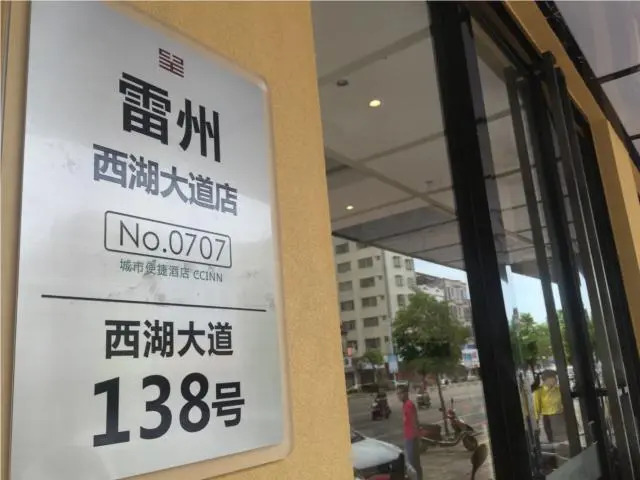 雷州
西湖大道店
No.0707
城市便捷酒店 CCINN
西湖大道
138号